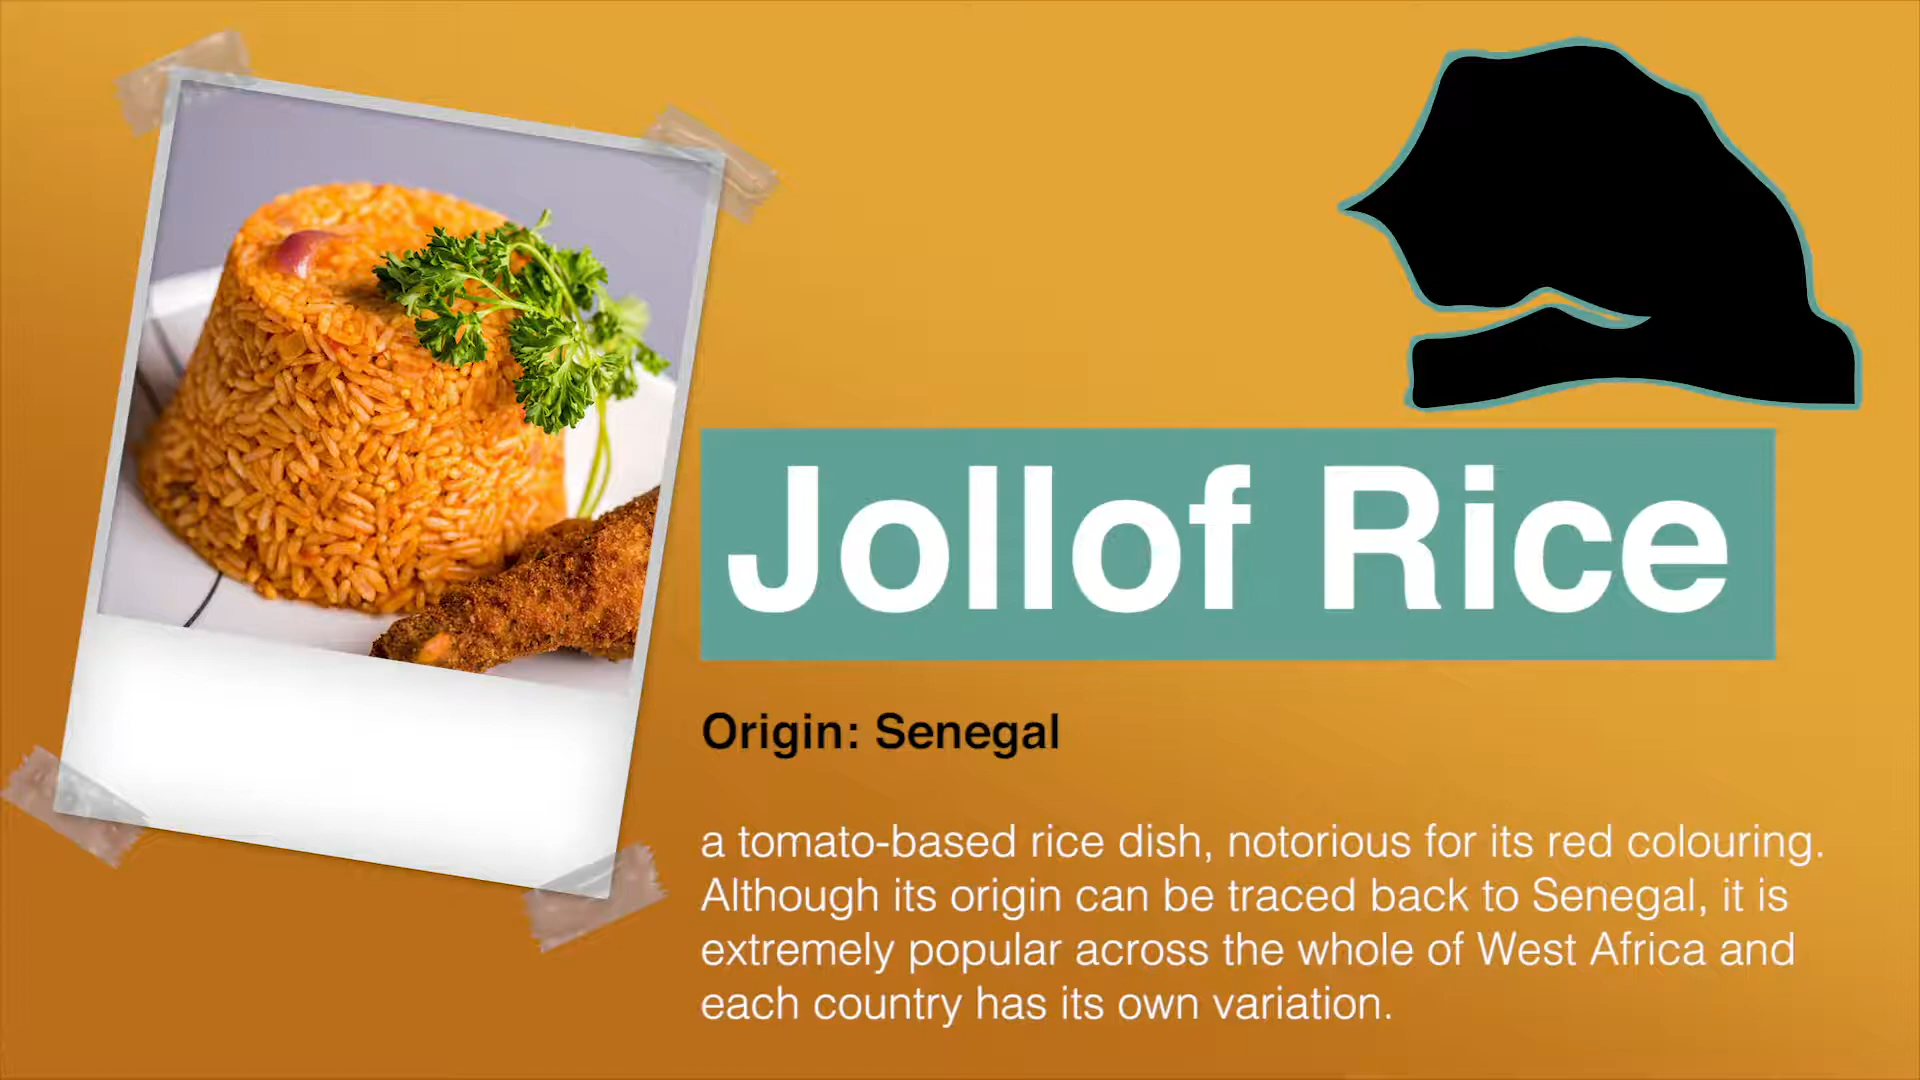 Jollof Rice
Origin: Senegal
a tomato-based rice dish, notorious for its red colouring.
Although its origin can be traced back to Senegal, it is
extremely popular across the whole of West Africa and
each country has its own variation.